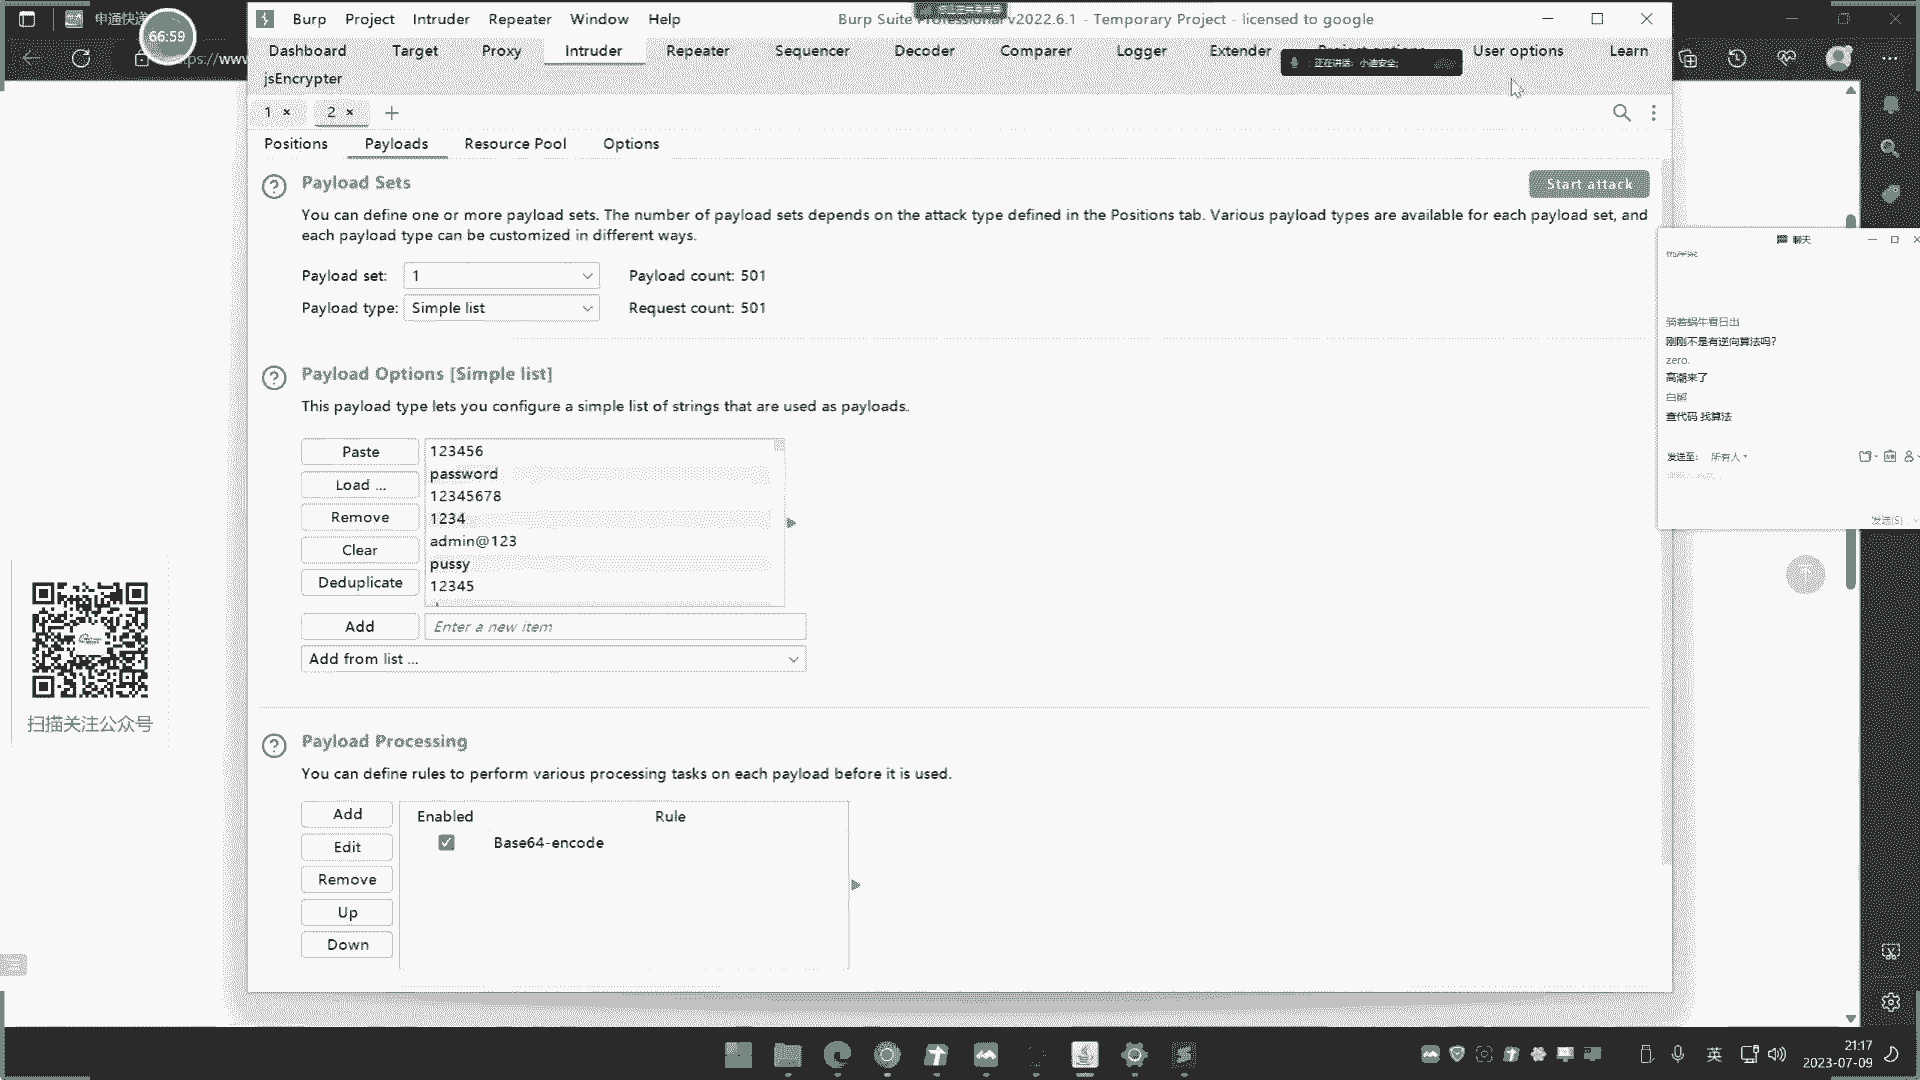 申通快递
66:59
Burp Project Intruder Repeater Window Help
Burp Suite Professional v2022.6.1 - Temporary Project - licensed to google
Dashboard Target Proxy Intruder Repeater Sequencer Decoder Comparer Logger Extender Project options User options Learn
正在讲话: 小迪安全;
jsEncrypter
1 × 2 × +
Positions Payloads Resource Pool Options
Payload Sets
Start attack
You can define one or more payload sets. The number of payload sets depends on the attack type defined in the Positions tab. Various payload types are available for each payload set, and
each payload type can be customized in different ways.
Payload set: 1 Payload count: 501
Payload type: Simple list Request count: 501
Payload Options [Simple list]
This payload type lets you configure a simple list of strings that are used as payloads.
Paste
Load ...
Remove
Clear
Deduplicate
123456
password
12345678
1234
admin@123
pussy
12345
Add Enter a new item
Add from list ...
Payload Processing
You can define rules to perform various processing tasks on each payload before it is used.
Add
Edit
Remove
Up
Down
Enabled Rule
Base64-encode
聊天
骑着蜗牛看日出
刚刚不是有逆向算法吗?
zero.
高潮来了
查代码 找算法
发送至: 所有人
发送(S)
扫描关注公众号
英
21:17
2023-07-09